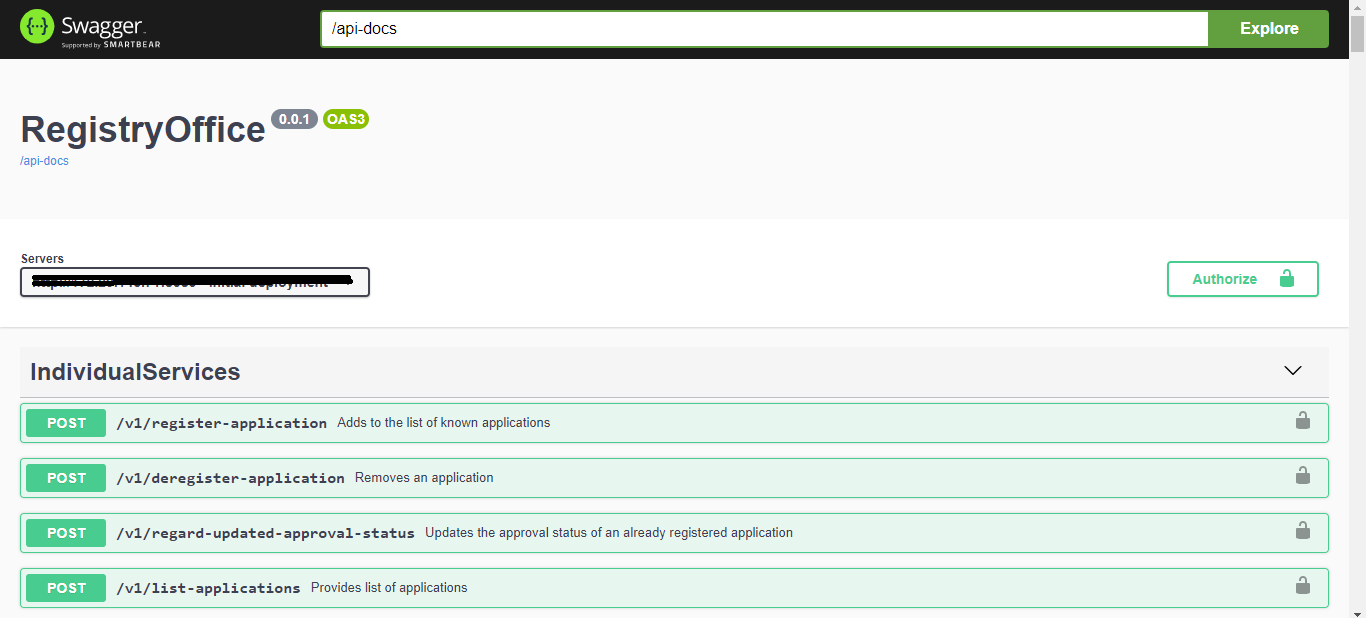 Swagger
Supported by SMARTBEAR
/api-docs
Explore
RegistryOffice 0.0.1 OAS3
/api-docs
Servers
initial deployment
Authorize
IndividualServices
POST /v1/register-application Adds to the list of known applications
POST /v1/deregister-application Removes an application
POST /v1/regard-updated-approval-status Updates the approval status of an already registered application
POST /v1/list-applications Provides list of applications